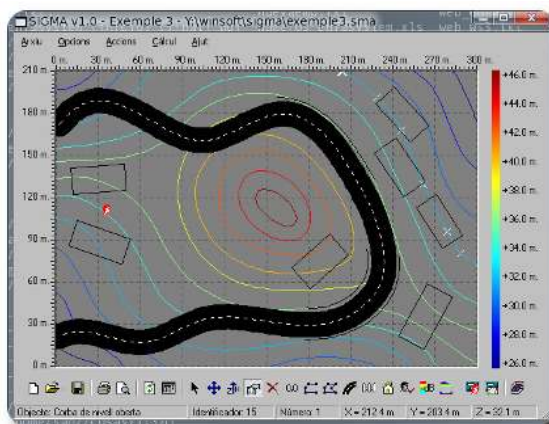 SIGMA v1.0 - Exemple 3 - Y:\winsoft\sigma\exemple3.sma
Arxiu Opcions Accions Càlcul Ajut
0 m. 30 m. 60 m. 90 m. 120 m. 150 m. 180 m. 210 m. 240 m. 270 m. 300 m.
210 m.
180 m.
150 m.
120 m.
90 m.
60 m.
30 m.
0 m.
+46.0 m.
+44.0 m.
+42.0 m.
+40.0 m.
+38.0 m.
+36.0 m.
+34.0 m.
+32.0 m.
+30.0 m.
+28.0 m.
+26.0 m.
Objecte: Corba de nivell oberta Identificador: 15 Número: 1 X = 212.4 m. Y = 203.4 m. Z = 32.1 m.